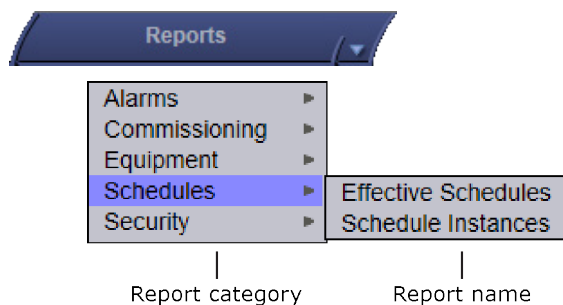 Reports
Alarms
Commissioning
Equipment
Schedules
Security
Effective Schedules
Schedule Instances
Report category
Report name